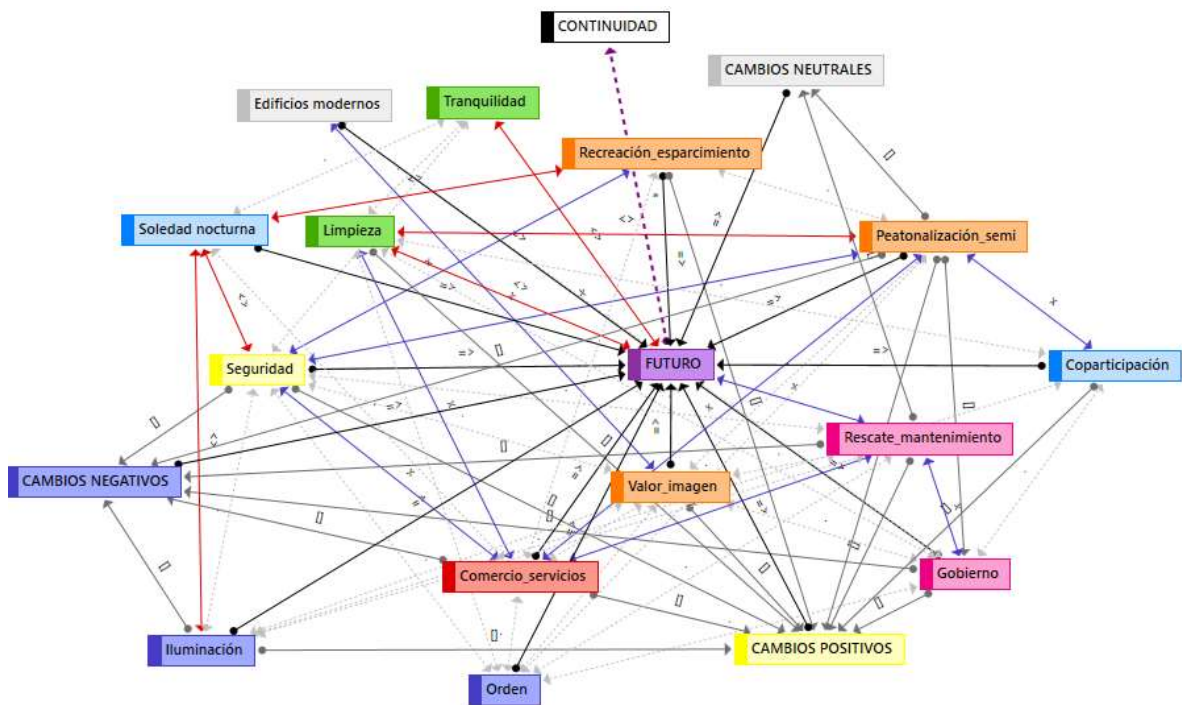 CONTINUIDAD
CAMBIOS NEUTRALES
Edificios modernos
Tranquilidad
Recreación_esparcimiento
Soledad nocturna
Limpieza
Peatonalización_semi
Seguridad
FUTURO
Coparticipación
Rescate_mantenimiento
CAMBIOS NEGATIVOS
Valor_imagen
Comercio_servicios
Gobierno
Iluminación
CAMBIOS POSITIVOS
Orden